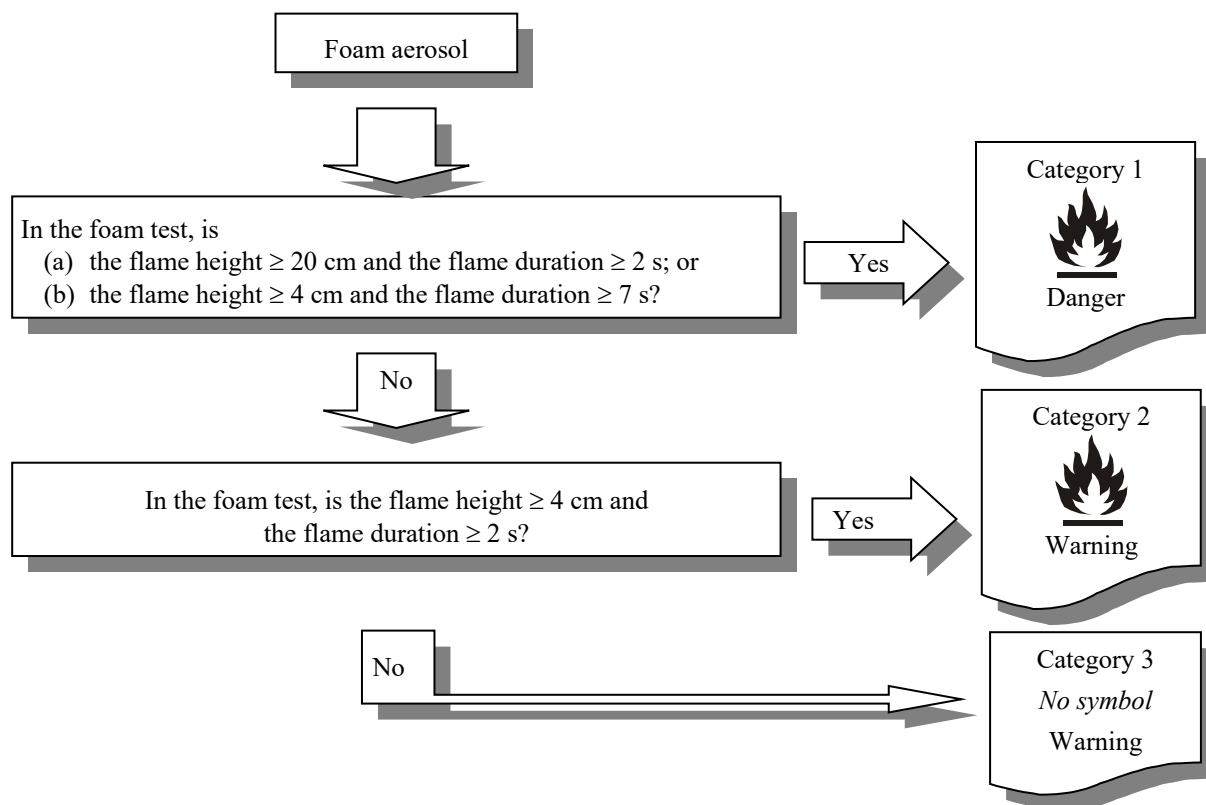 Foam aerosol
In the foam test, is
(a) the flame height ≥ 20 cm and the flame duration ≥ 2 s; or
(b) the flame height ≥ 4 cm and the flame duration ≥ 7 s?
Yes
Category 1
Danger
No
In the foam test, is the flame height ≥ 4 cm and
the flame duration ≥ 2 s?
Yes
Category 2
Warning
No
Category 3
No symbol
Warning